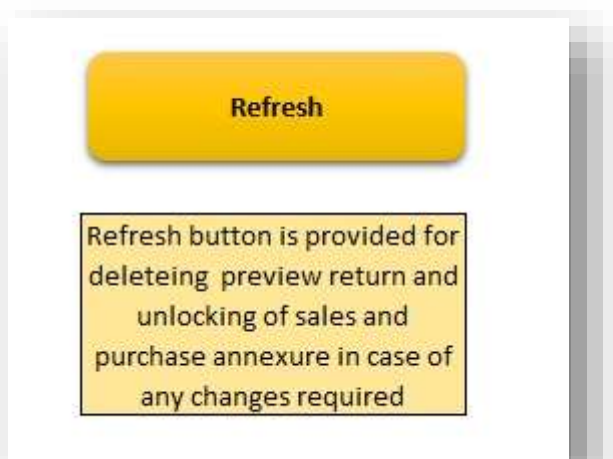 Refresh
Refresh button is provided for
deleteing preview return and
unlocking of sales and
purchase annexure in case of
any changes required